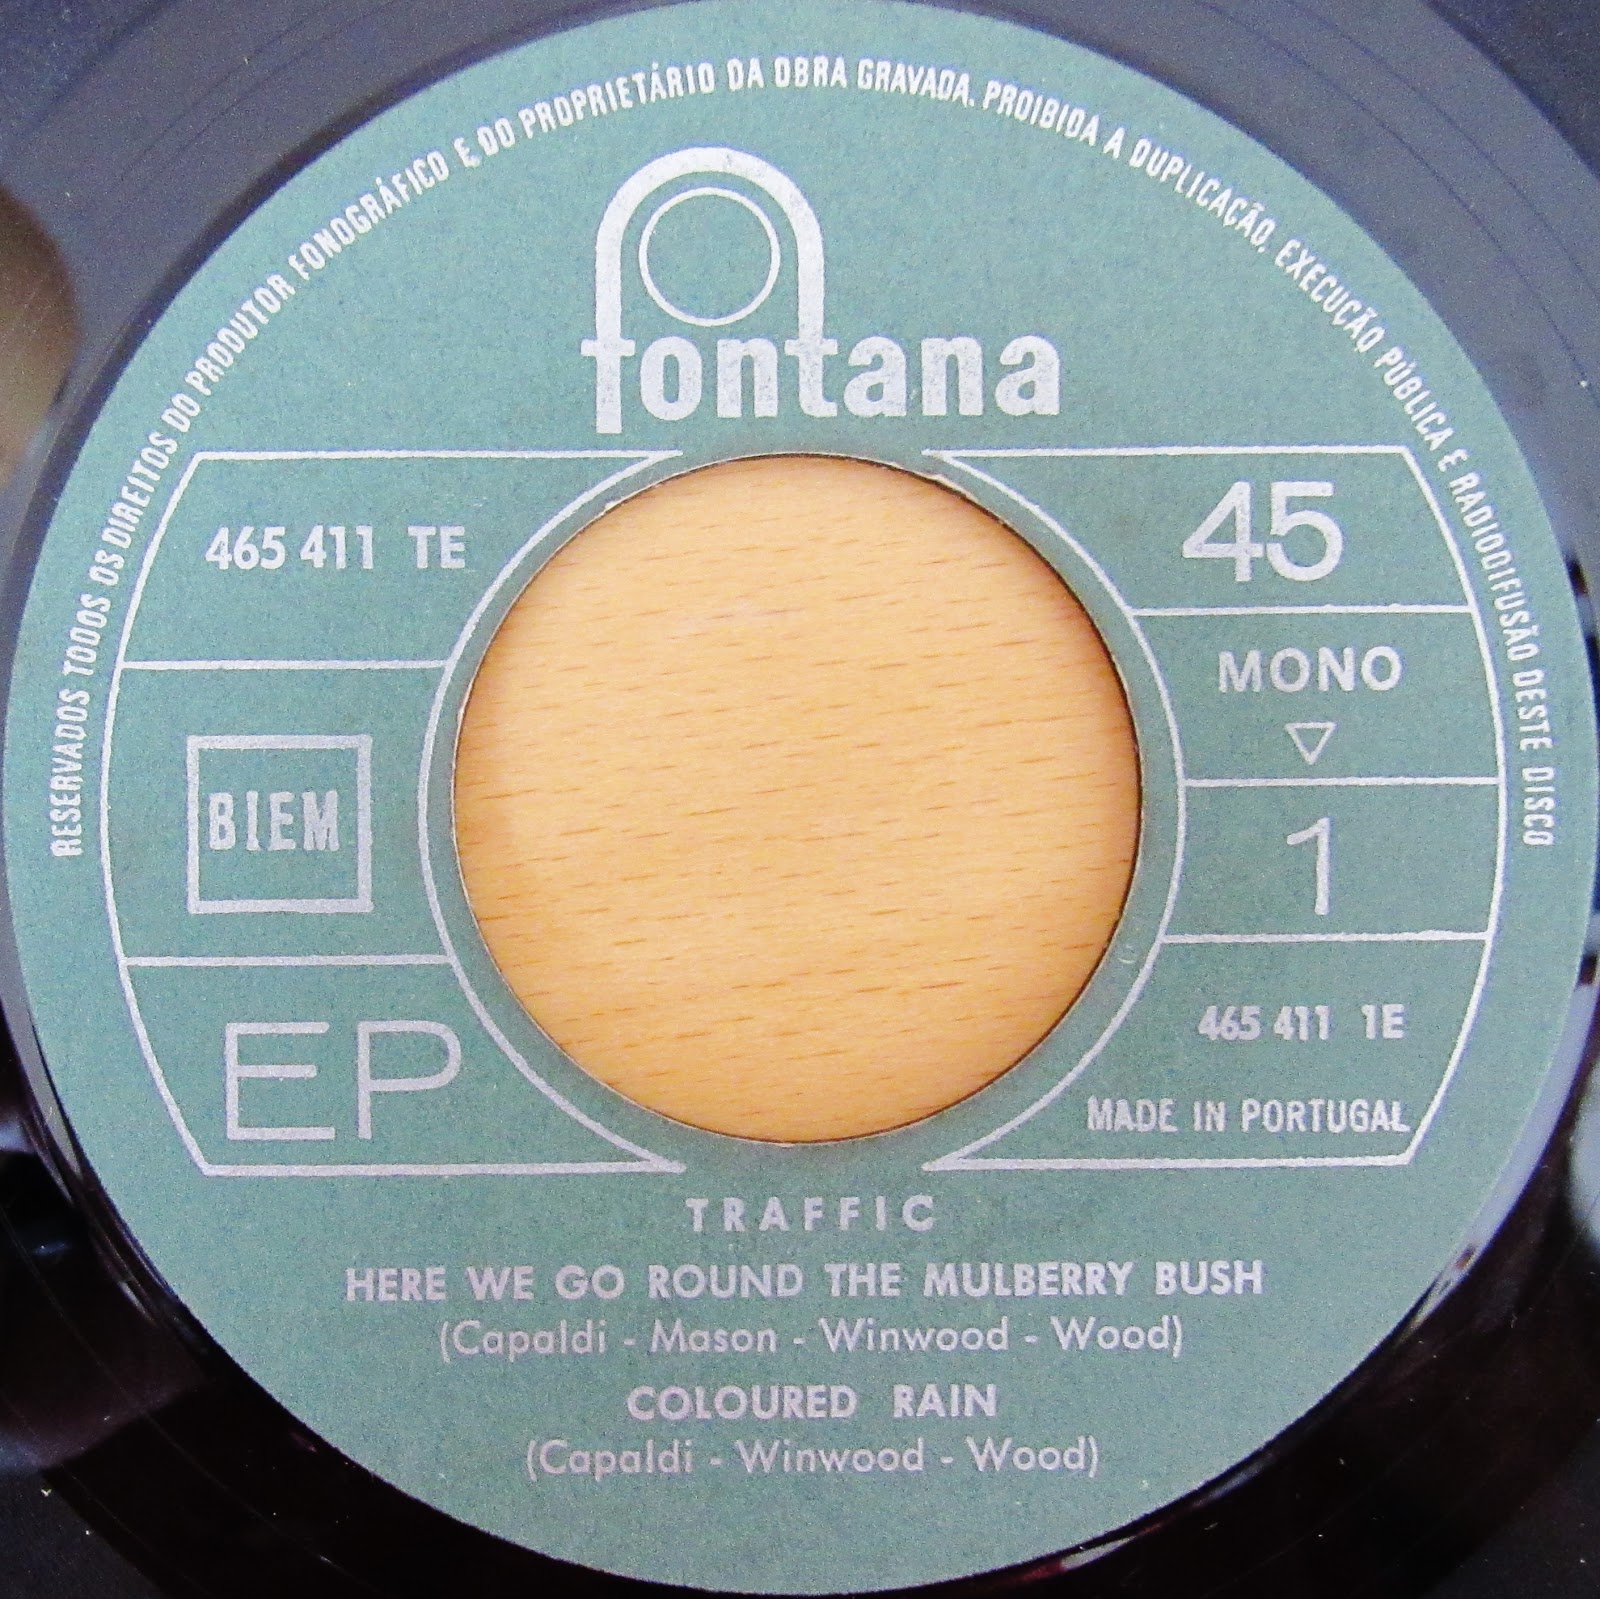 RESERVADOS TODOS OS DIREITOS DO PRODUTOR FONOGRÁFICO E DO PROPRIETÁRIO DA OBRA GRAVADA. PROIBIDA A DUPLICAÇÃO, EXECUÇÃO PÚBLICA E RADIODIFUSÃO DESTE DISCO
fontana
465 411 TE
45
MONO
BIEM
1
EP
465 411 1E
MADE IN PORTUGAL
TRAFFIC
HERE WE GO ROUND THE MULBERRY BUSH
(Capaldi - Mason - Winwood - Wood)
COLOURED RAIN
(Capaldi - Winwood - Wood)